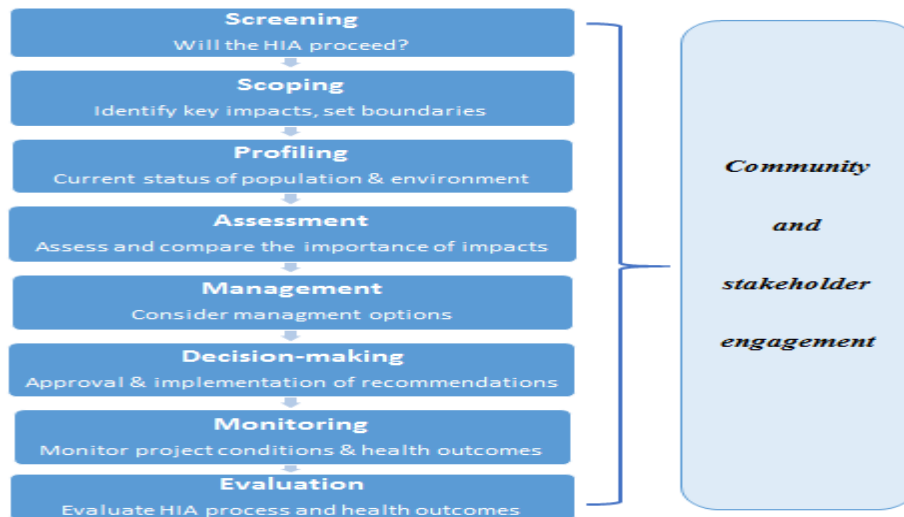 Screening
Will the HIA proceed?
Scoping
Identify key impacts, set boundaries
Profiling
Current status of population & environment
Assessment
Assess and compare the importance of impacts
Management
Consider managment options
Decision-making
Approval & implementation of recommendations
Monitoring
Monitor project conditions & health outcomes
Evaluation
Evaluate HIA process and health outcomes
Community
and
stakeholder
engagement